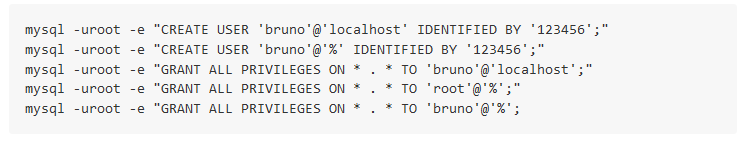 mysql -uroot -e "CREATE USER 'bruno'@'localhost' IDENTIFIED BY '123456';"
mysql -uroot -e "CREATE USER 'bruno'@'%' IDENTIFIED BY '123456';"
mysql -uroot -e "GRANT ALL PRIVILEGES ON * . * TO 'bruno'@'localhost';"
mysql -uroot -e "GRANT ALL PRIVILEGES ON * . * TO 'root'@'%';"
mysql -uroot -e "GRANT ALL PRIVILEGES ON * . * TO 'bruno'@'%';